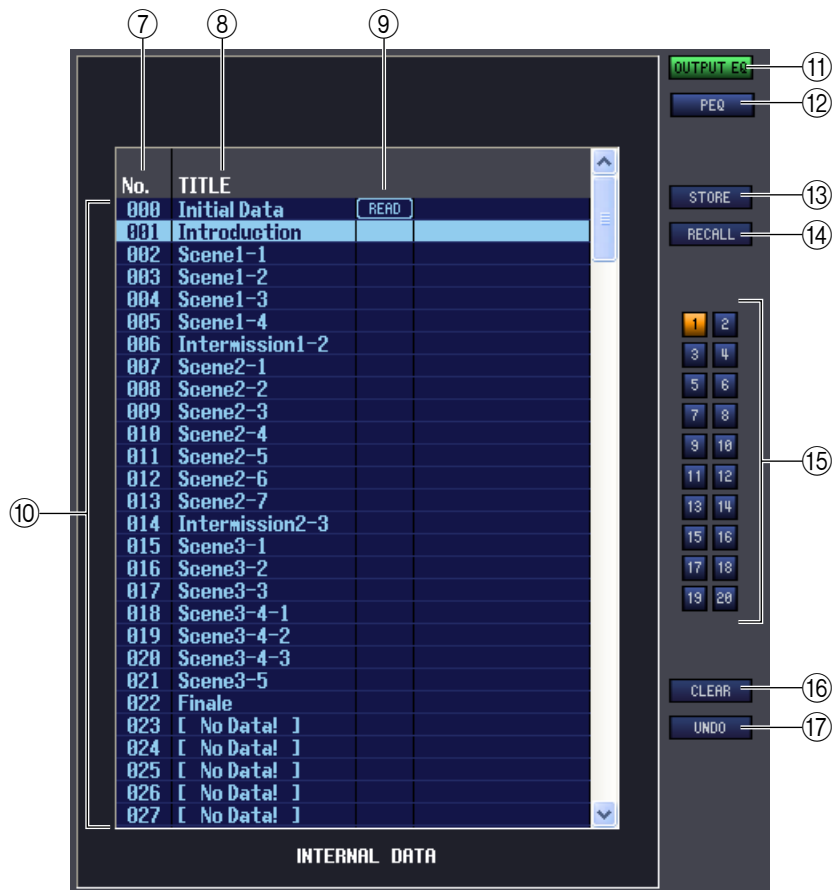 ⑦ ⑧ ⑨
OUTPUT EQ ⑪
PEQ ⑫
No. TITLE
STORE ⑬
RECALL ⑭
000 Initial Data READ
001 Introduction
002 Scene1-1
003 Scene1-2
004 Scene1-3
005 Scene1-4
006 Intermission1-2
007 Scene2-1
008 Scene2-2
009 Scene2-3
010 Scene2-4
011 Scene2-5
012 Scene2-6
013 Scene2-7
014 Intermission2-3
015 Scene3-1
016 Scene3-2
017 Scene3-3
018 Scene3-4-1
019 Scene3-4-2
020 Scene3-4-3
021 Scene3-5
022 Finale
023 [ No Data! ]
024 [ No Data! ]
025 [ No Data! ]
026 [ No Data! ]
027 [ No Data! ]
⑩
1 2
3 4
5 6
7 8
9 10
11 12
13 14
15 16
17 18
19 20
⑮
CLEAR ⑯
UNDO ⑰
INTERNAL DATA